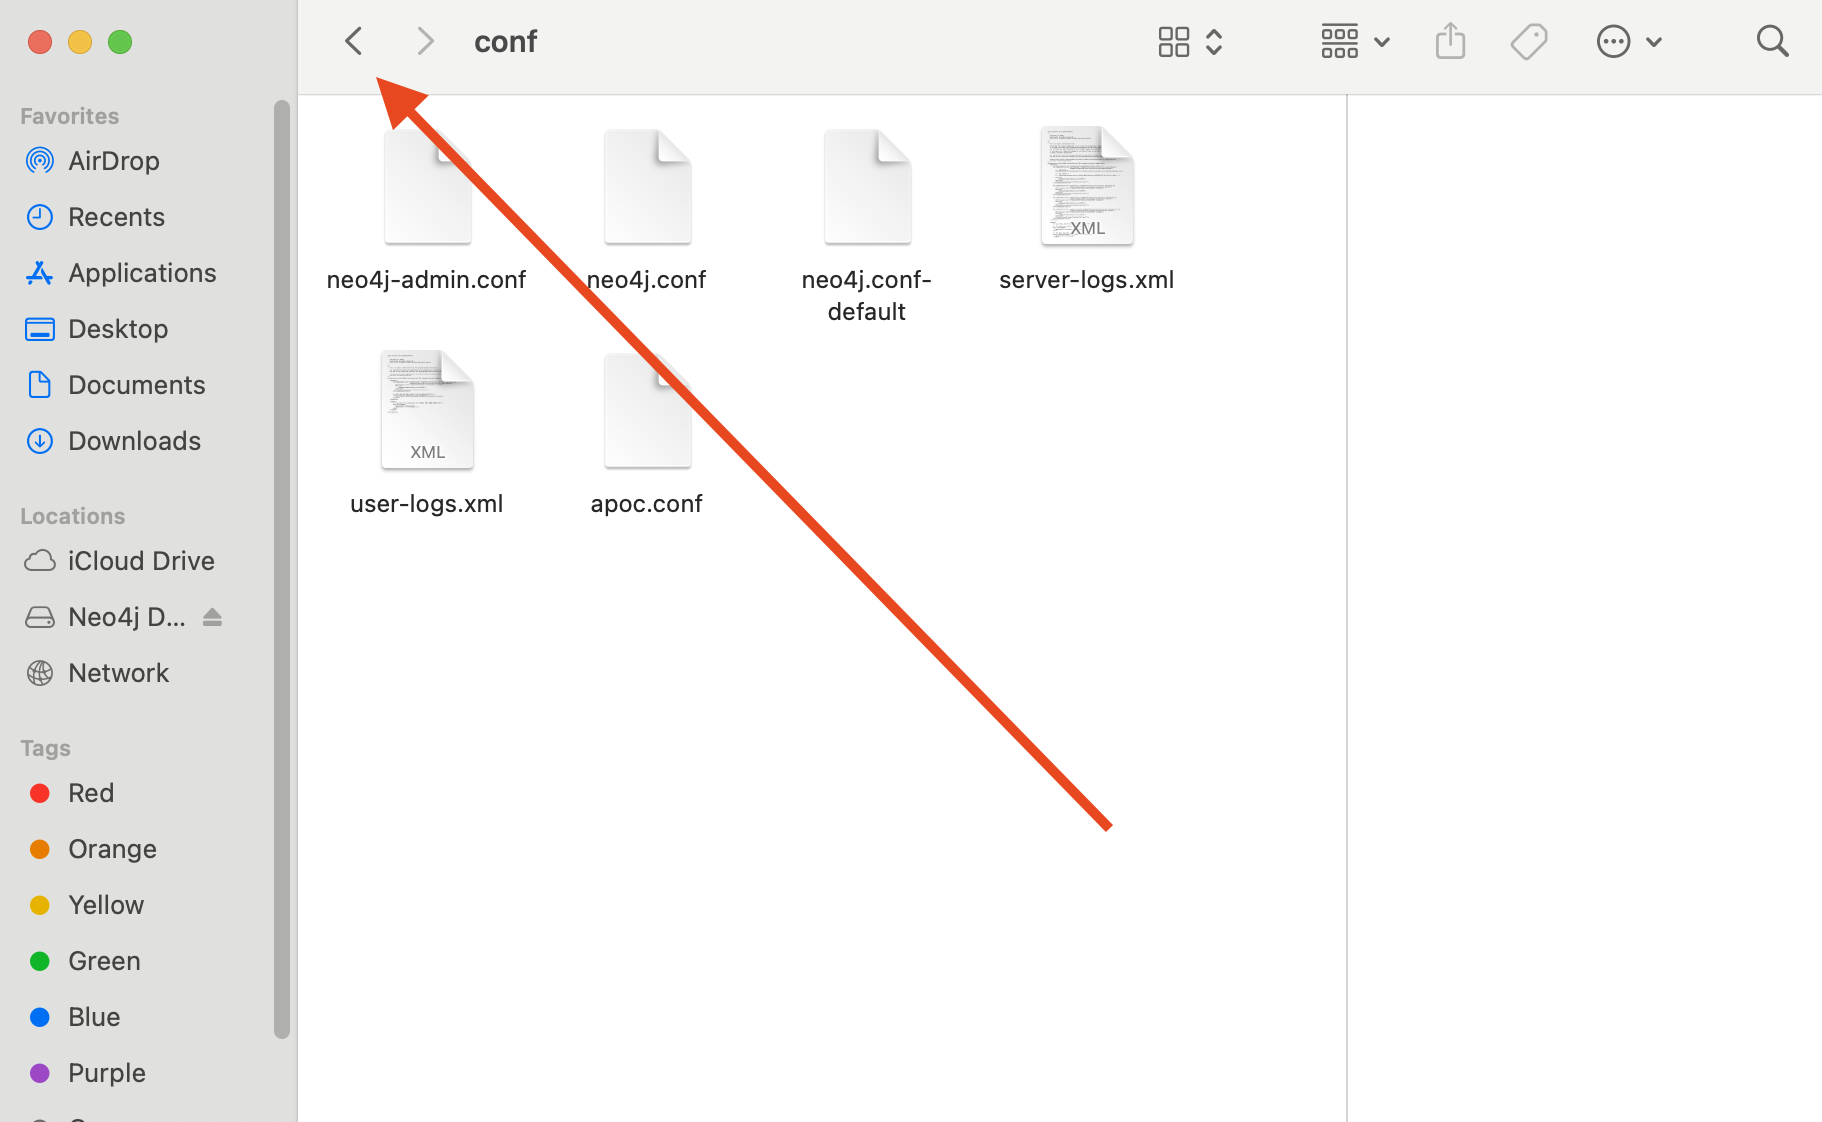 conf
Favorites
AirDrop
Recents
Applications
Desktop
Documents
Downloads
Locations
iCloud Drive
Neo4j D...
Network
Tags
Red
Orange
Yellow
Green
Blue
Purple
neo4j-admin.conf
neo4j.conf
neo4j.conf-
default
XML
server-logs.xml
XML
user-logs.xml
apoc.conf